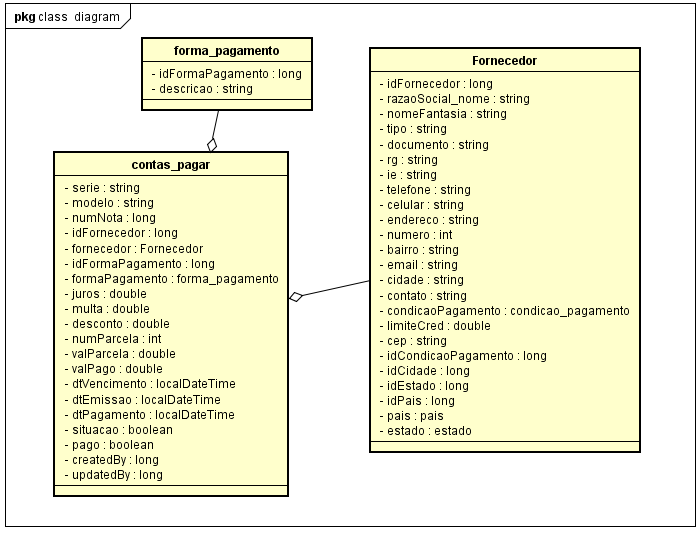 pkg class diagram
forma_pagamento
- idFormaPagamento : long
- descricao : string
contas_pagar
- serie : string
- modelo : string
- numNota : long
- idFornecedor : long
- fornecedor : Fornecedor
- idFormaPagamento : long
- formaPagamento : forma_pagamento
- juros : double
- multa : double
- desconto : double
- numParcela : int
- valParcela : double
- valPago : double
- dtVencimento : localDateTime
- dtEmissao : localDateTime
- dtPagamento : localDateTime
- situacao : boolean
- pago : boolean
- createdBy : long
- updatedBy : long
Fornecedor
- idFornecedor : long
- razaoSocial_nome : string
- nomeFantasia : string
- tipo : string
- documento : string
- rg : string
- ie : string
- telefone : string
- celular : string
- endereco : string
- numero : int
- bairro : string
- email : string
- cidade : string
- contato : string
- condicaoPagamento : condicao_pagamento
- limiteCred : double
- cep : string
- idCondicaoPagamento : long
- idCidade : long
- idEstado : long
- idPais : long
- pais : pais
- estado : estado